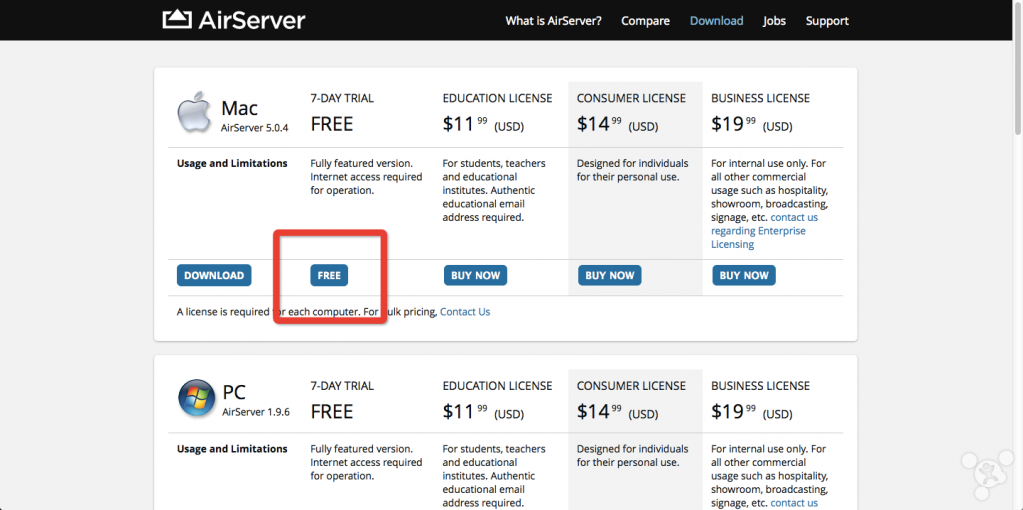 AirServer
What is AirServer? Compare Download Jobs Support
Mac
AirServer 5.0.4
7-DAY TRIAL
FREE
EDUCATION LICENSE
$11 99 (USD)
CONSUMER LICENSE
$14 99 (USD)
BUSINESS LICENSE
$19 99 (USD)
Usage and Limitations
Fully featured version.
Internet access required
for operation.
For students, teachers
and educational
institutes. Authentic
educational email
address required.
Designed for individuals
for their personal use.
For internal use only. For
all other commercial
usage such as hospitality,
showroom, broadcasting,
signage, etc. contact us
regarding Enterprise
Licensing
DOWNLOAD FREE BUY NOW BUY NOW BUY NOW
A license is required for each computer. For bulk pricing, Contact Us
PC
AirServer 1.9.6
7-DAY TRIAL
FREE
EDUCATION LICENSE
$11 99 (USD)
CONSUMER LICENSE
$14 99 (USD)
BUSINESS LICENSE
$19 99 (USD)
Usage and Limitations
Fully featured version.
Internet access required
for operation.
For students, teachers
and educational
institutes. Authentic
educational email
address required.
Designed for individuals
for their personal use.
For internal use only. For
all other commercial
usage such as hospitality,
showroom, broadcasting,
signage, etc. contact us